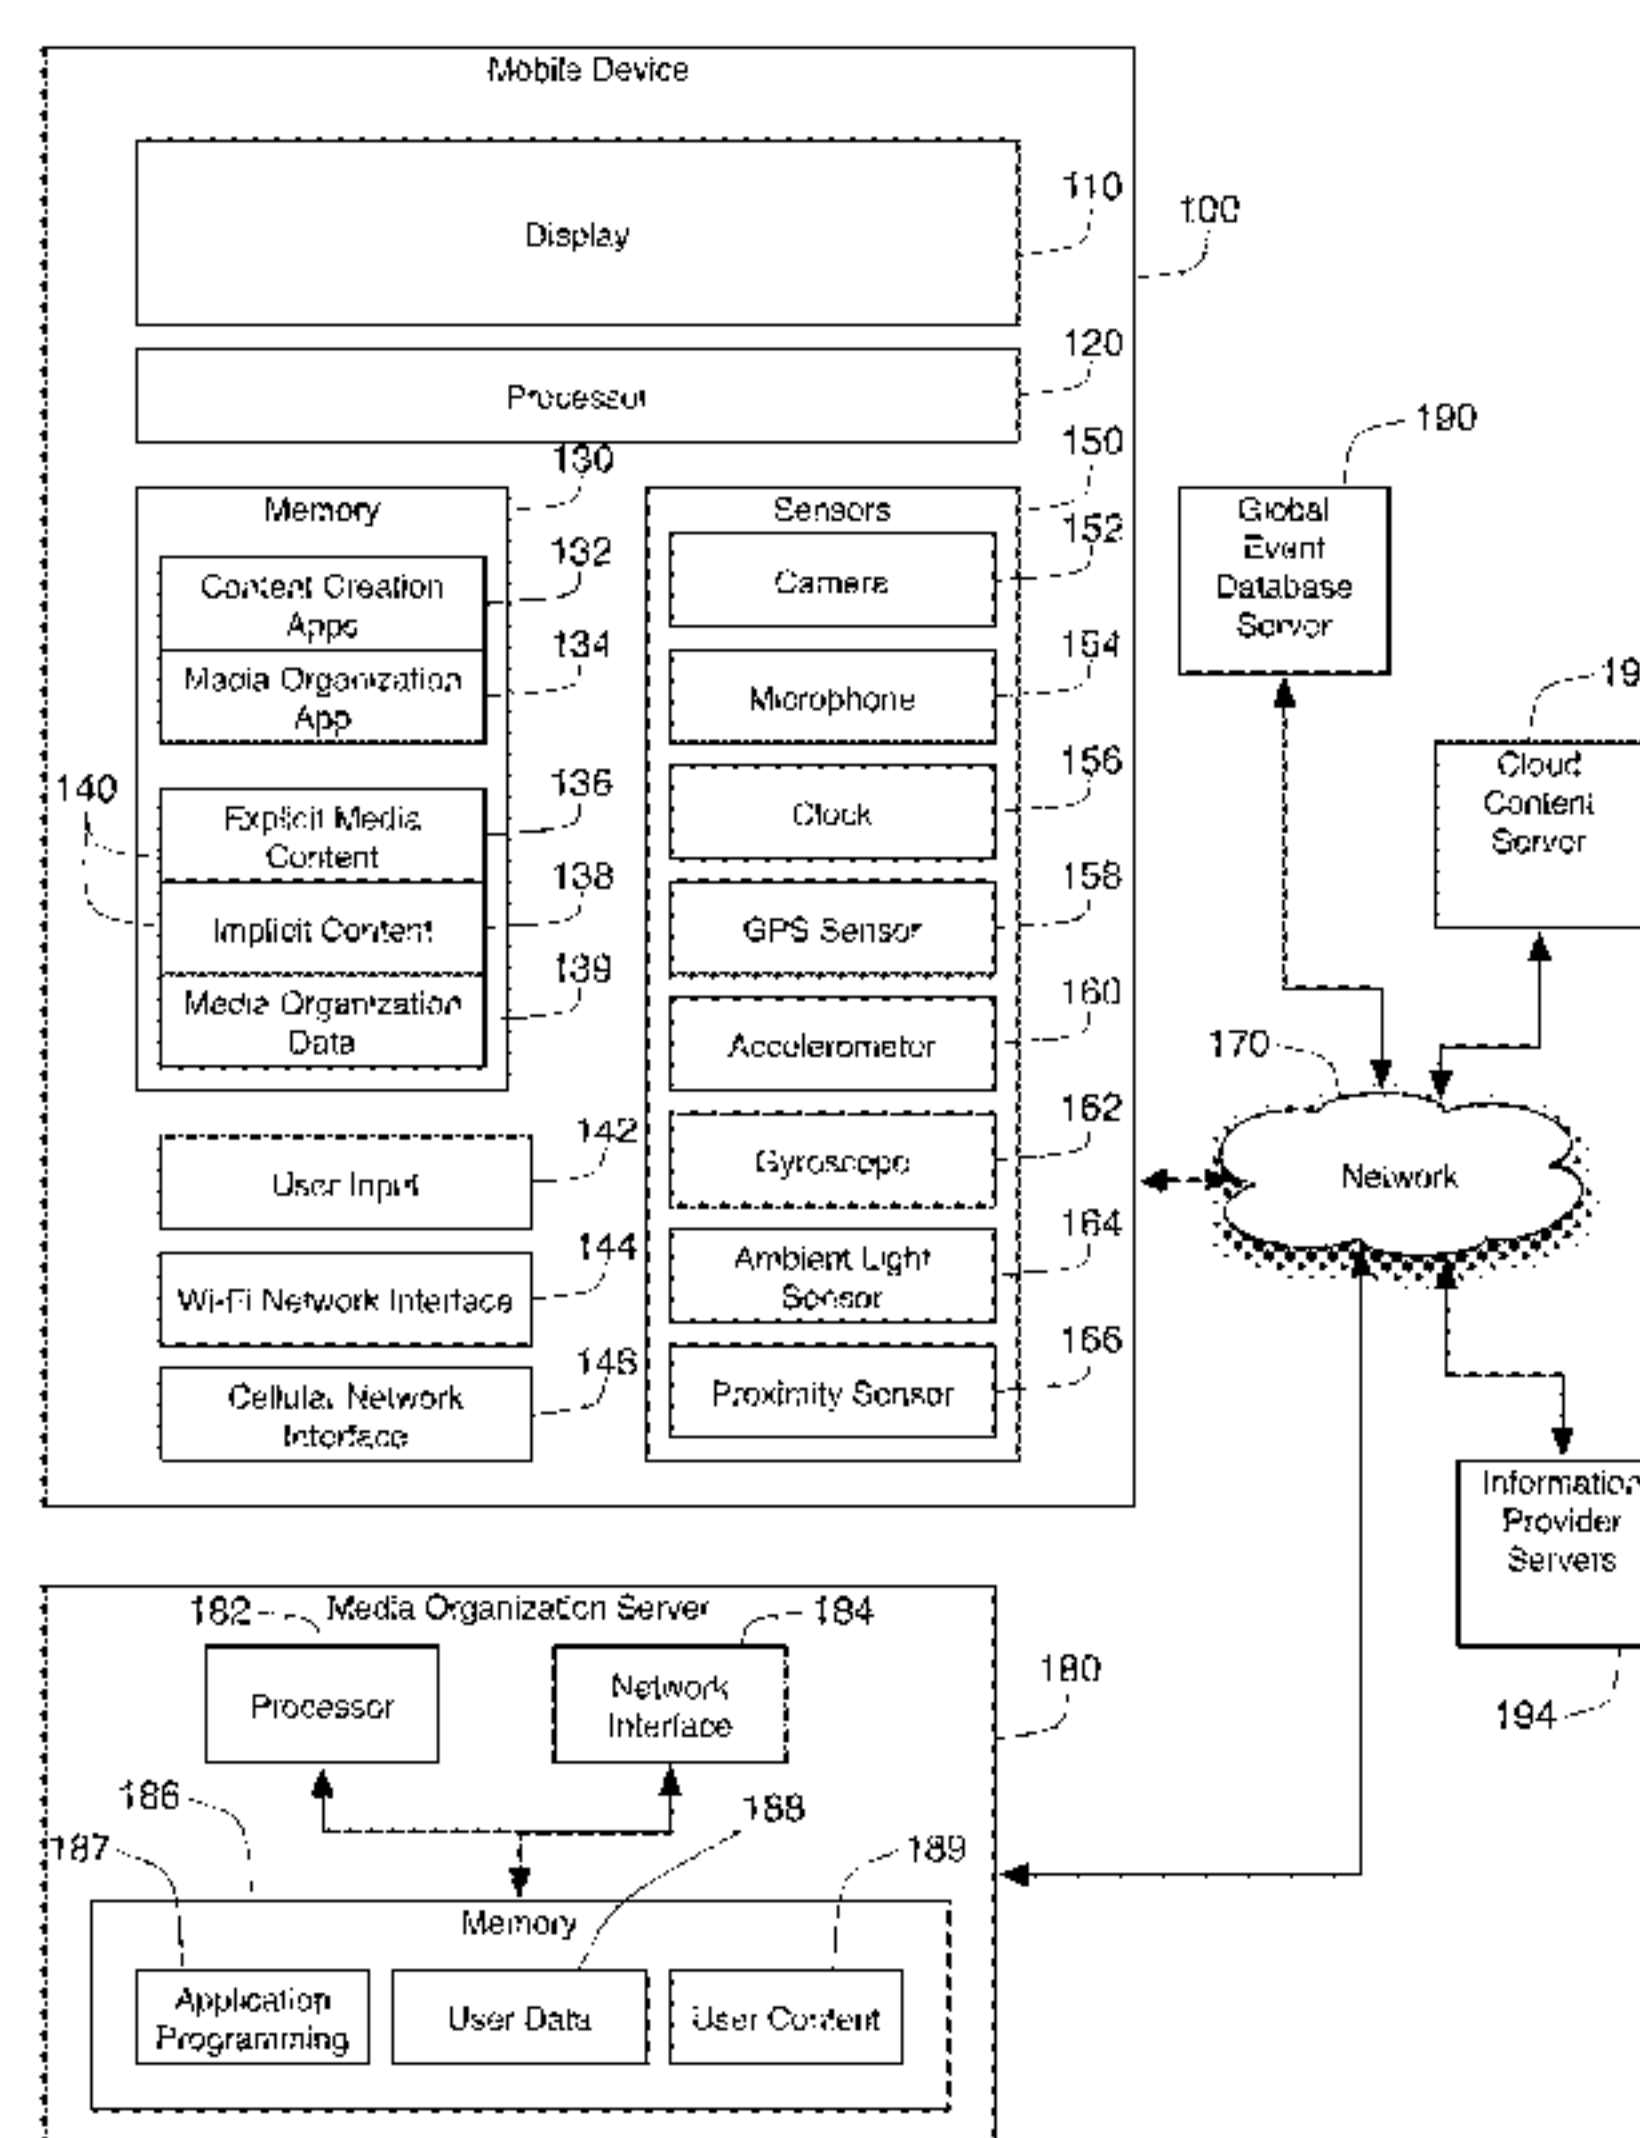 Mobile Device
110
100
Display
120
Processor
190
150
130
Memory
Sensors
Global
Event
Database
Server
152
132
Content Creation
Apps
Camera
134
154
Media Organization
App
Microphone
Cloud
Content
Server
140
136
156
Explicit Media
Content
Clock
138
158
Implicit Content
GPS Sensor
139
160
Media Organization
Data
Accelerometer
170
142
162
User Input
Gyroscope
Network
144
164
Wi-Fi Network Interface
Ambient Light
Sensor
146
166
Cellular Network
Interface
Proximity Sensor
Information
Provider
Servers
194
182
Media Organization Server
184
180
Processor
Network
Interface
186
188
187
189
Memory
Application
Programming
User Data
User Content